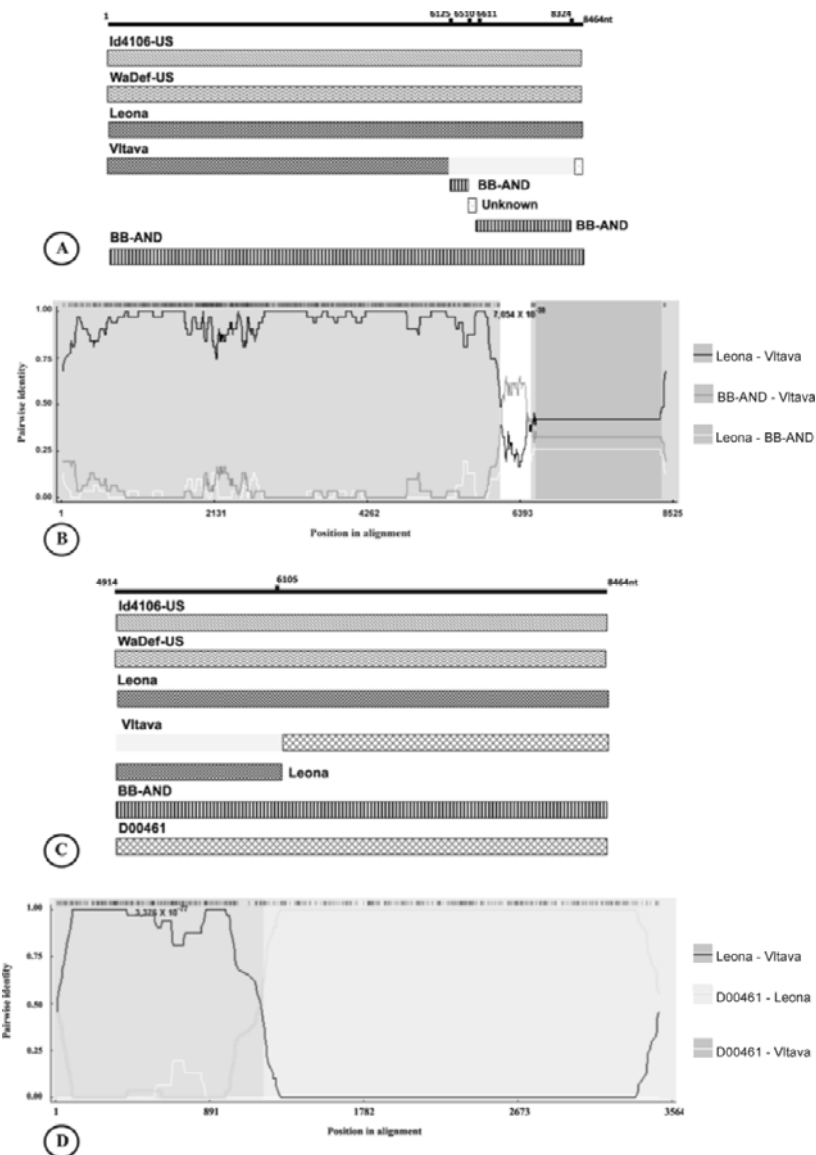 1 6125 6510 6611 8324 8464nt
Id4106-US
WaDef-US
Leona
Vltava
BB-AND
Unknown
BB-AND
BB-AND
A
1.00
0.75
0.50
0.25
0.00
Pairwise identity
1 2131 4262 6393 8525
Position in alignment
Leona - Vltava
BB-AND - Vltava
Leona - BB-AND
B
4914 6105 8464nt
Id4106-US
WaDef-US
Leona
Vltava
Leona
BB-AND
D00461
C
1.00
0.75
0.50
0.25
0.00
Pairwise identity
1 891 1782 2673 3564
Position in alignment
Leona - Vltava
D00461 - Leona
D00461 - Vltava
D